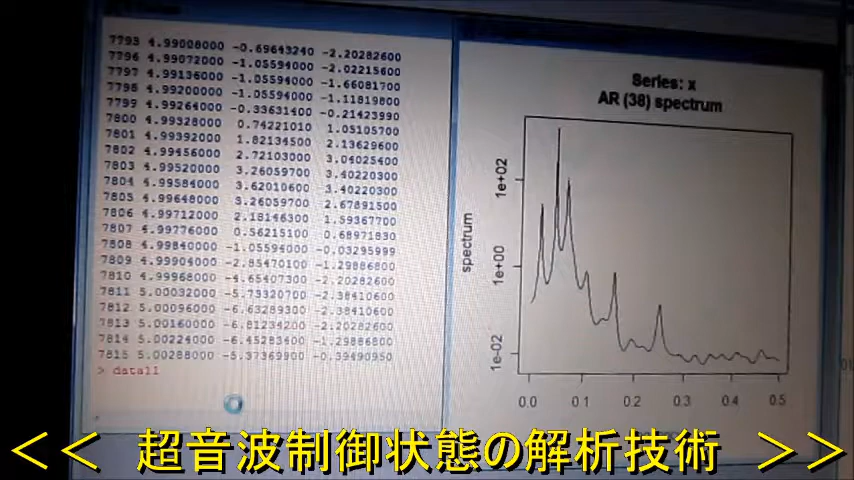 7793 4.99008000 -0.69643240 -2.20282600
7796 4.99072000 -1.05594000 -2.02215600
7797 4.99136000 -1.05594000 -1.66081700
7798 4.99200000 -1.05594000 -1.11819800
7799 4.99264000 -0.33631400 -0.21423990
7800 4.99328000 0.74221010 1.05105700
7801 4.99392000 1.82134500 2.13629600
7802 4.99456000 2.72103000 3.04025400
7803 4.99520000 3.26059700 3.40220300
7804 4.99584000 3.62010600 3.40220300
7805 4.99648000 3.26059700 2.67891500
7806 4.99712000 2.18146300 1.59367700
7807 4.99776000 0.56215100 0.68971830
7808 4.99840000 -1.05594000 -0.03295999
7809 4.99904000 -2.85470100 -1.29886800
7810 4.99968000 -4.65407300 -2.20282600
7811 5.00032000 -5.73320700 -2.38410600
7812 5.00096000 -6.63289300 -2.38410600
7813 5.00160000 -6.81234200 -2.20282600
7814 5.00224000 -6.45283400 -1.29886800
7815 5.00288000 -5.37369900 -0.39490950
> data11
Series: x
AR (38) spectrum
spectrum
1e+02
1e+00
1e-02
0.0 0.1 0.2 0.3 0.4 0.5
＜＜ 超音波制御状態の解析技術 ＞＞